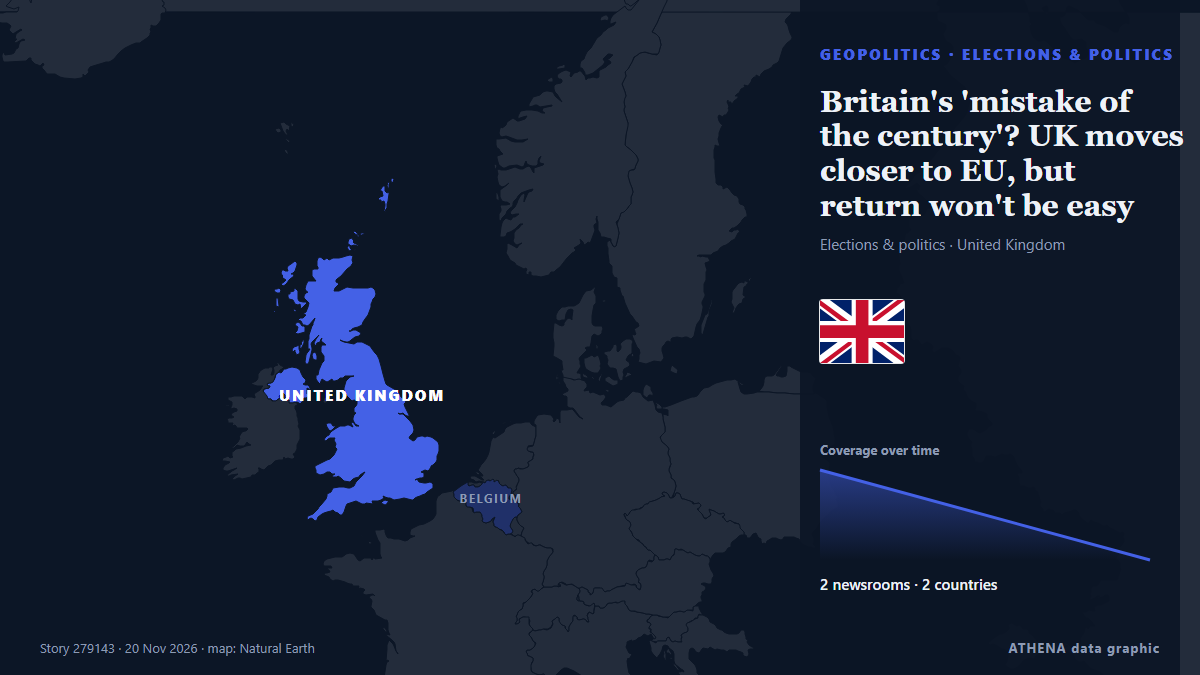 GEOPOLITICS · ELECTIONS & POLITICS
Britain's 'mistake of
the century'? UK moves
closer to EU, but
return won't be easy
Elections & politics · United Kingdom
UNITED KINGDOM
BELGIUM
Coverage over time
2 newsrooms · 2 countries
Story 279143 · 20 Nov 2026 · map: Natural Earth
ATHENA data graphic